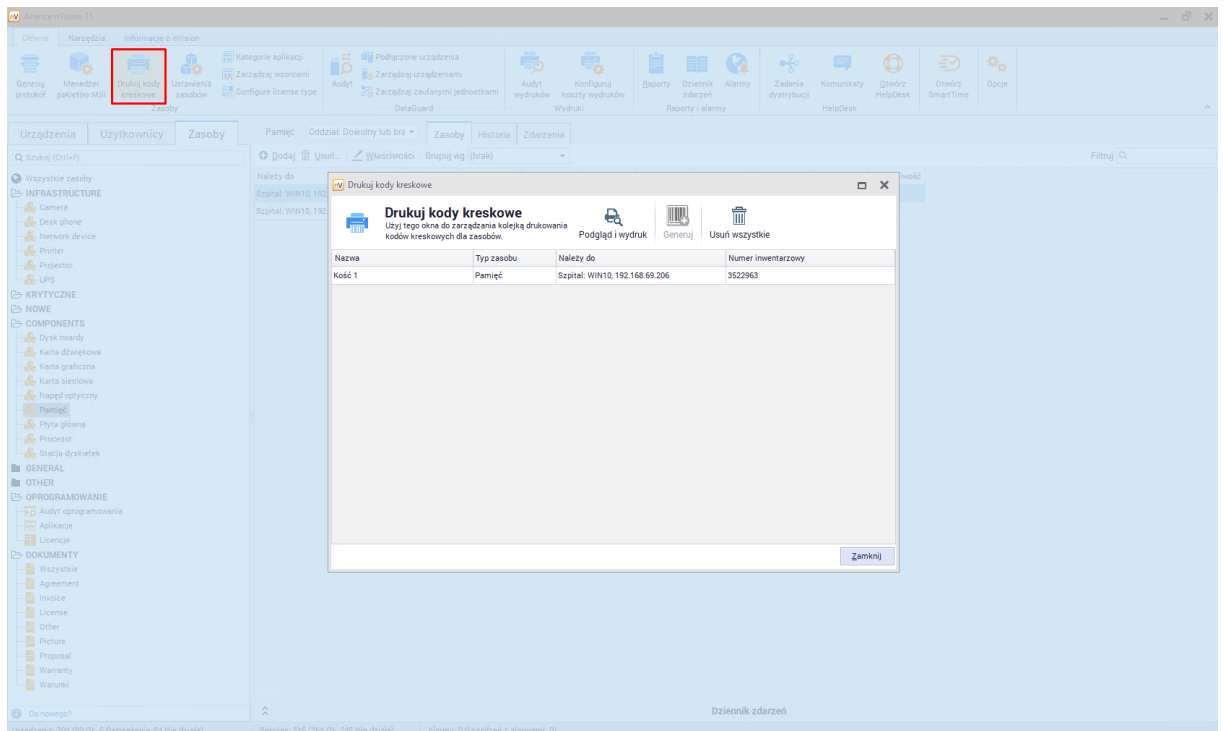 Axence nVision 11
Główne Narzędzia Informacje o nVision
Generuj protokół
Menedżer pakietów MSI
Drukuj kody kreskowe
Ustawienia zasobów
Kategorie aplikacji
Zarządzaj wzorcami
Configure license type
Zasoby
Audyt
Podłączone urządzenia
Zarządzaj urządzeniami
Zarządzaj zaufanymi jednostkami
DataGuard
Audyt wydruków
Konfiguruj koszty wydruków
Wydruki
Raporty
Dziennik zdarzeń
Alarmy
Raporty i alarmy
Zadania dystrybucji
Komunikaty
Otwórz HelpDesk
HelpDesk
Otwórz SmartTime
Opcje
Urządzenia Użytkownicy Zasoby
Pamięć Oddział: Dowolny lub bra Zasoby Historia Zdarzenia
Szukaj (Ctrl+F)
Dodaj Usuń... Właściwości Grupuj wg (brak) Filtruj
Należy do
Szpital: WIN10, 192.
Szpital: WIN10, 192.
Wszystkie zasoby
INFRASTRUCTURE
Camera
Desk phone
Network device
Printer
Projector
UPS
KRYTYCZNE
NOWE
COMPONENTS
Dysk twardy
Karta dźwiękowa
Karta graficzna
Karta sieciowa
Napęd optyczny
Pamięć
Płyta główna
Procesor
Stacja dyskietek
GENERAL
OTHER
OPROGRAMOWANIE
Audyt oprogramowania
Aplikacje
Licencje
DOKUMENTY
Wszystkie
Agreement
Invoice
License
Other
Picture
Proposal
Warranty
Warunki
Co nowego?
Drukuj kody kreskowe
Drukuj kody kreskowe
Użyj tego okna do zarządzania kolejką drukowania
kodów kreskowych dla zasobów.
Podgląd i wydruk Generuj Usuń wszystkie
Nazwa Typ zasobu Należy do Numer inwentarzowy
Kość 1 Pamięć Szpital: WIN10, 192.168.69.206 3522963
Zamknij
Dziennik zdarzeń